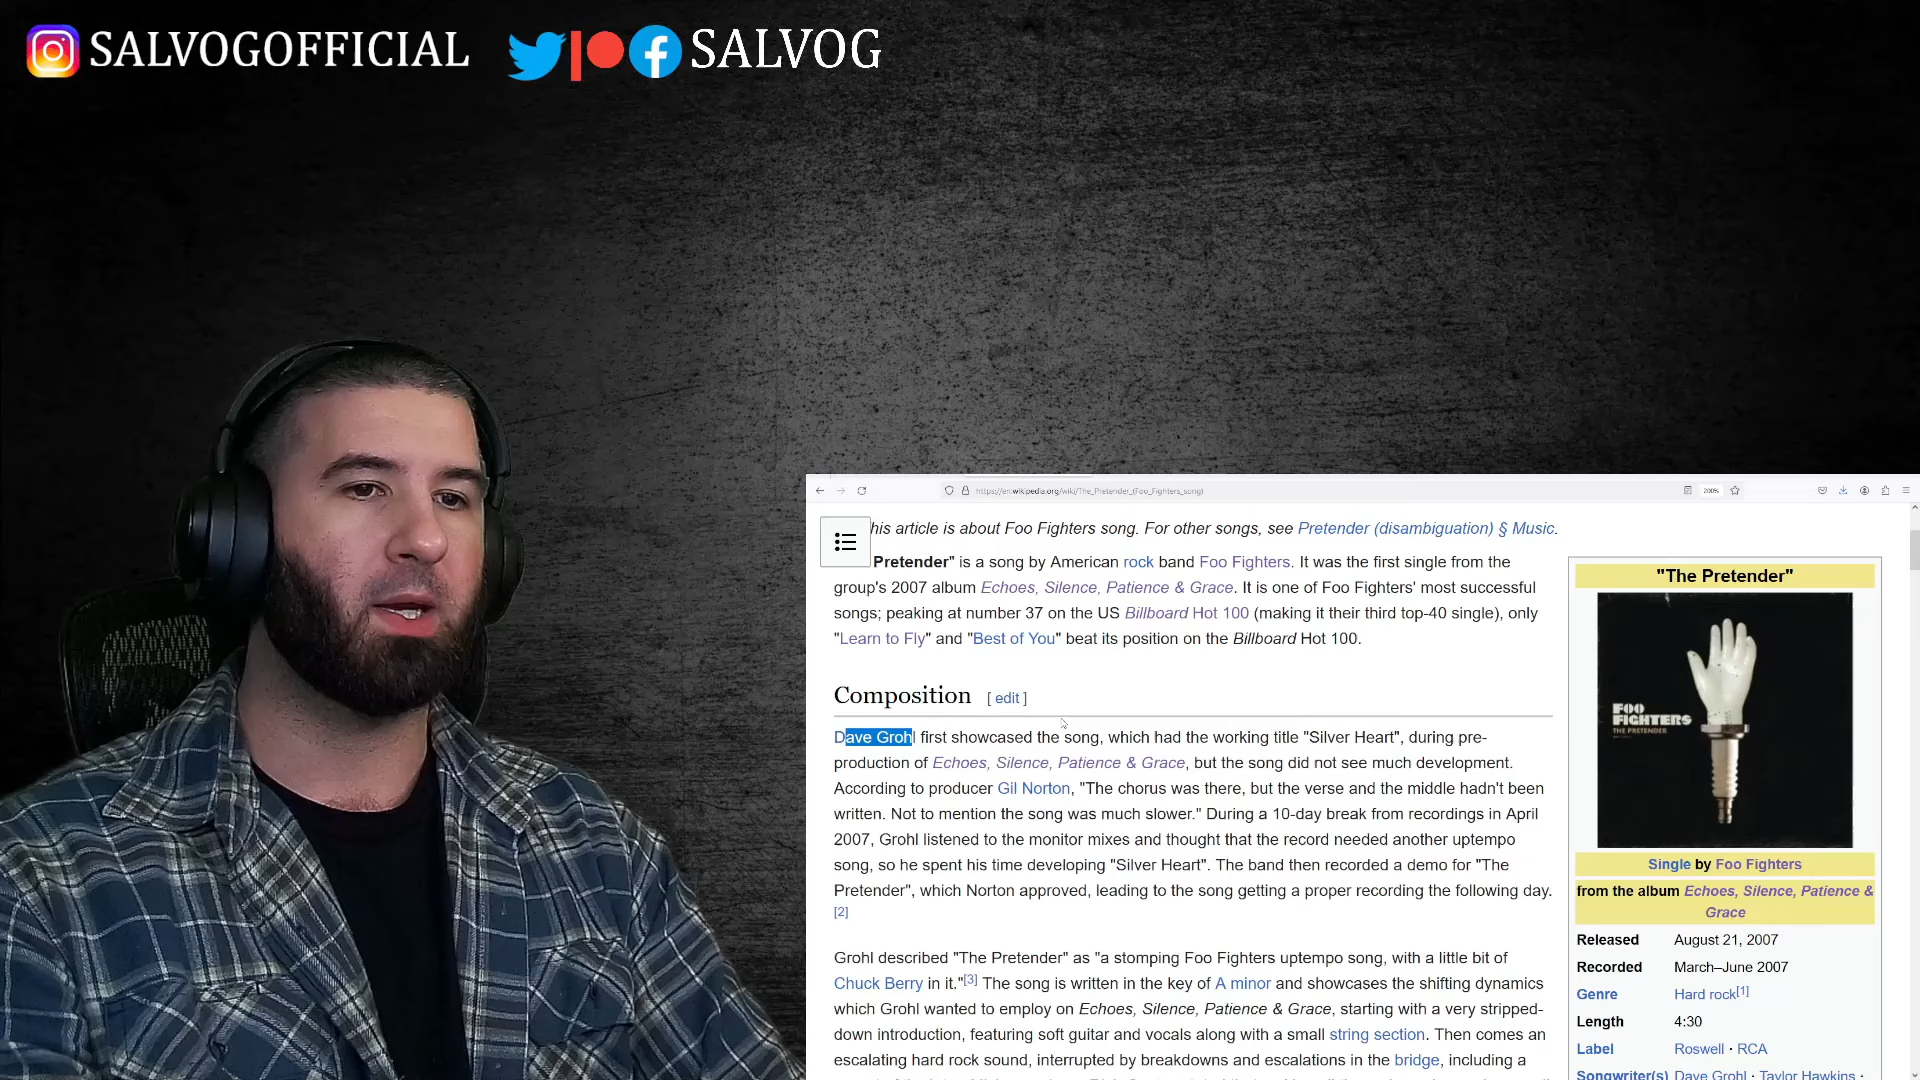 SALVOGOFFICIAL SALVOG
https://en.wikipedia.org/wiki/The_Pretender_(Foo_Fighters_song)
200%
his article is about Foo Fighters song. For other songs, see Pretender (disambiguation) § Music.
Pretender" is a song by American rock band Foo Fighters. It was the first single from the
group's 2007 album Echoes, Silence, Patience & Grace. It is one of Foo Fighters' most successful
songs; peaking at number 37 on the US Billboard Hot 100 (making it their third top-40 single), only
"Learn to Fly" and "Best of You" beat its position on the Billboard Hot 100.
Composition [ edit ]
Dave Grohl first showcased the song, which had the working title "Silver Heart", during pre-
production of Echoes, Silence, Patience & Grace, but the song did not see much development.
According to producer Gil Norton, "The chorus was there, but the verse and the middle hadn't been
written. Not to mention the song was much slower." During a 10-day break from recordings in April
2007, Grohl listened to the monitor mixes and thought that the record needed another uptempo
song, so he spent his time developing "Silver Heart". The band then recorded a demo for "The
Pretender", which Norton approved, leading to the song getting a proper recording the following day.
[2]
Grohl described "The Pretender" as "a stomping Foo Fighters uptempo song, with a little bit of
Chuck Berry in it."[3] The song is written in the key of A minor and showcases the shifting dynamics
which Grohl wanted to employ on Echoes, Silence, Patience & Grace, starting with a very stripped-
down introduction, featuring soft guitar and vocals along with a small string section. Then comes an
escalating hard rock sound, interrupted by breakdowns and escalations in the bridge, including a
"The Pretender"
FOO
FIGHTERS
THE PRETENDER
Single by Foo Fighters
from the album Echoes, Silence, Patience &
Grace
Released August 21, 2007
Recorded March–June 2007
Genre Hard rock[1]
Length 4:30
Label Roswell · RCA
Songwriter(s) Dave Grohl · Taylor Hawkins ·